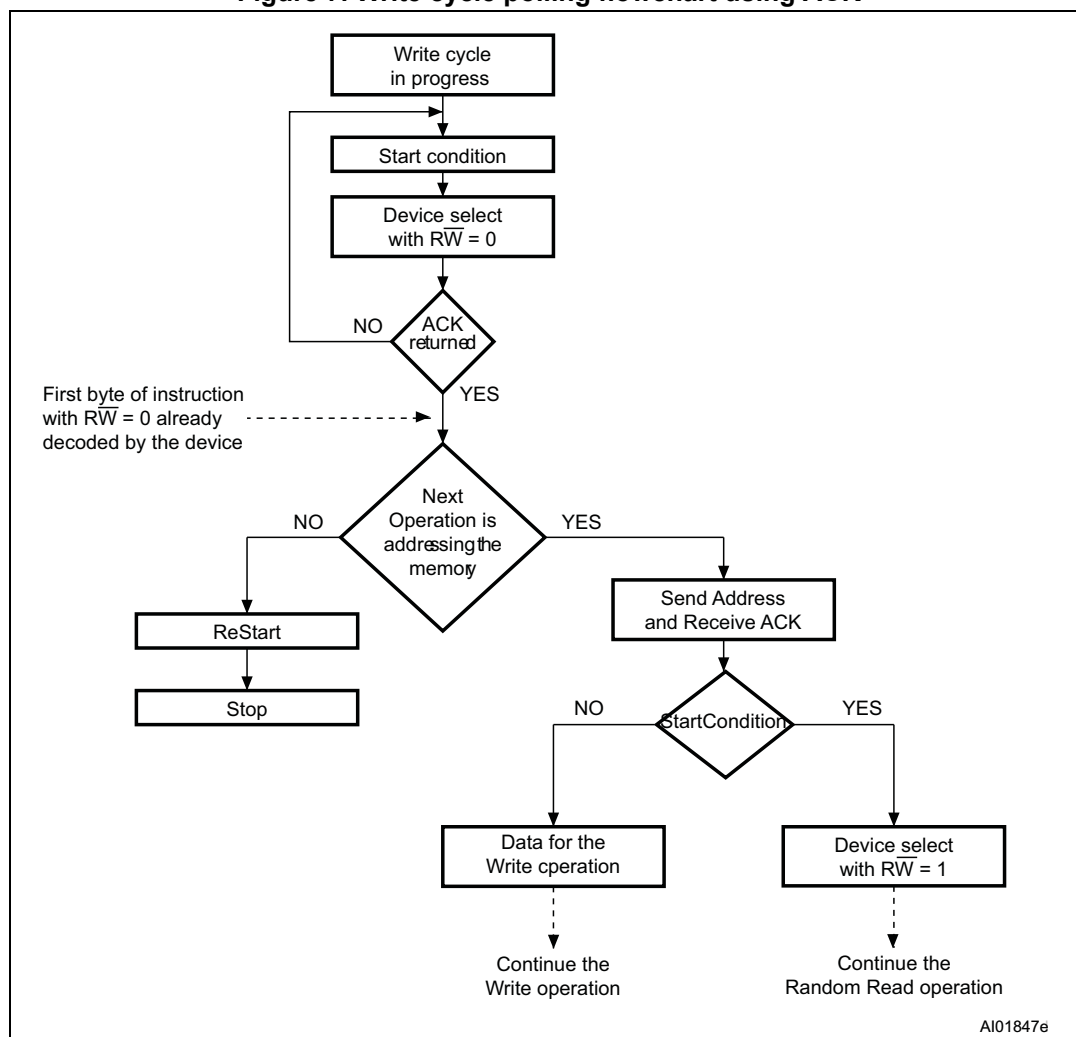 Write cycle polling flowchart using ACK
Write cycle
in progress
Start condition
Device select
with RW̅ = 0
NO
ACK
returned
YES
First byte of instruction
with RW̅ = 0 already
decoded by the device
NO
Next
Operation is
addressing the
memory
YES
Send Address
and Receive ACK
ReStart
Stop
NO
StartCondition
YES
Data for the
Write cperation
Device select
with RW̅ = 1
Continue the
Write operation
Continue the
Random Read operation
AI01847e